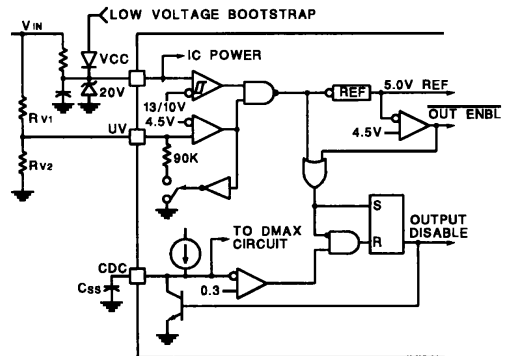 LOW VOLTAGE BOOTSTRAP
VIN
VCC
IC POWER
20V
13/10V
4.5V
REF
5.0V REF
OUT ENBL
4.5V
RV1
UV
90K
RV2
S
R
OUTPUT
DISABLE
TO DMAX
CIRCUIT
CDC
CSS
0.3